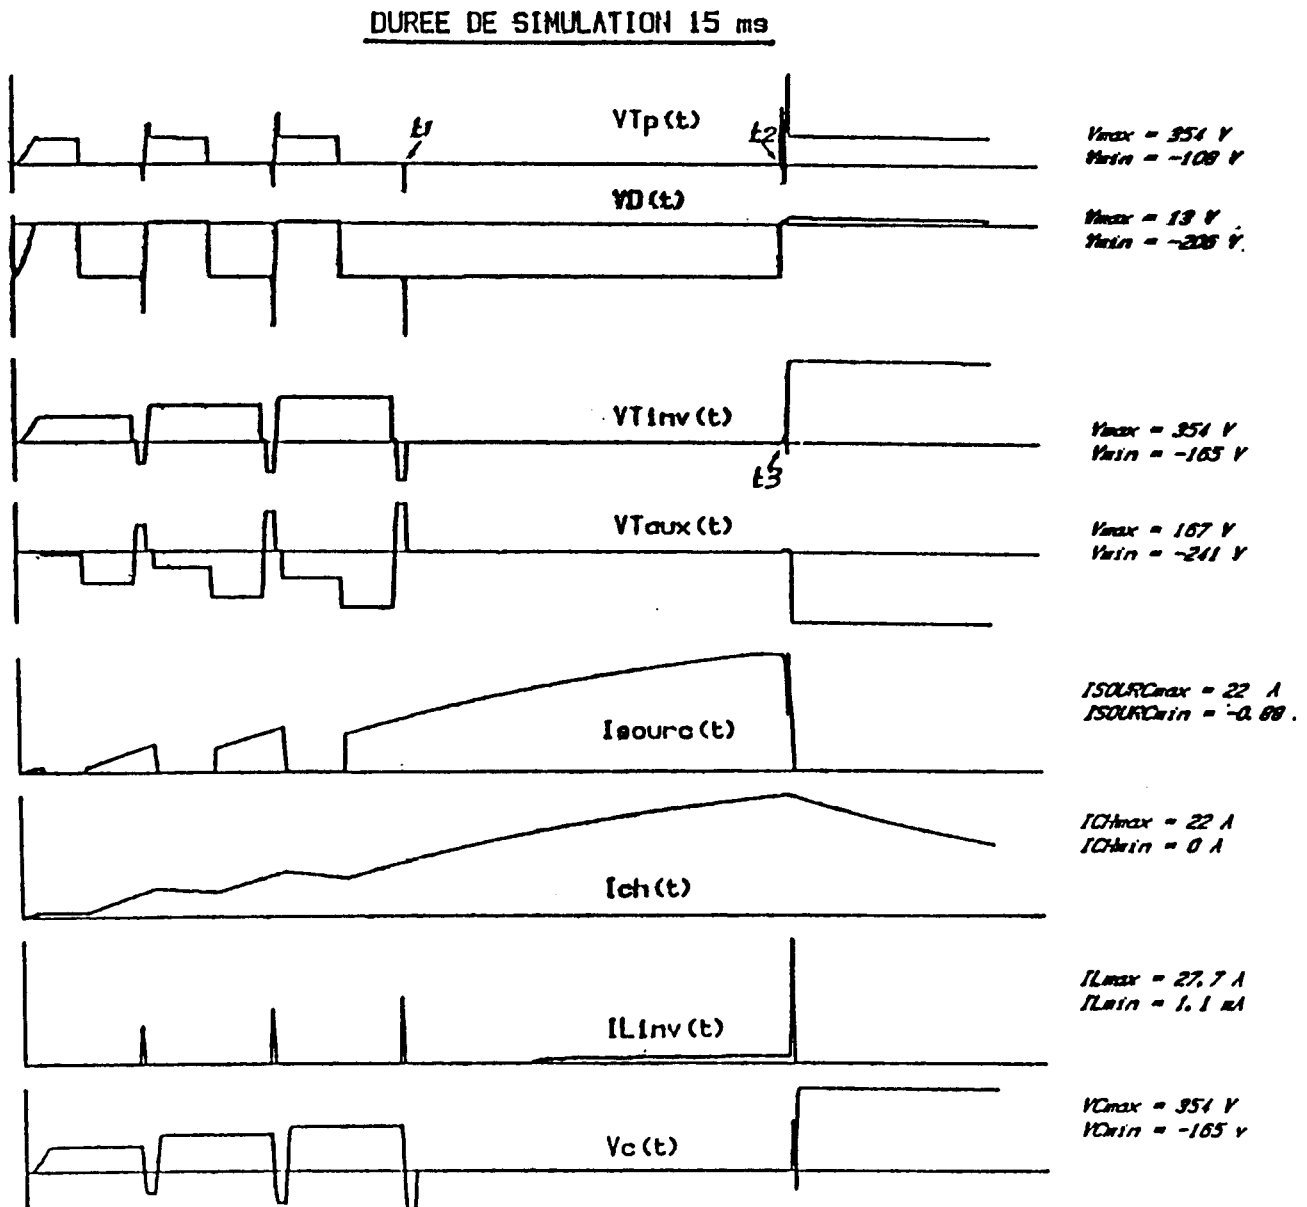 DUREE DE SIMULATION 15 ms
VTp(t)
t1
t2
Vmax = 354 V
Vmin = -108 V
VD(t)
Vmax = 13 V
Vmin = -206 V
VTinv(t)
t3
Vmax = 354 V
Vmin = -165 V
VTaux(t)
Vmax = 167 V
Vmin = -241 V
Isourc(t)
ISOURCmax = 22 A
ISOURCmin = -0.88
Ich(t)
ICHmax = 22 A
ICHmin = 0 A
ILinv(t)
ILmax = 27.7 A
ILmin = 1.1 mA
Vc(t)
VCmax = 354 V
VCmin = -165 v